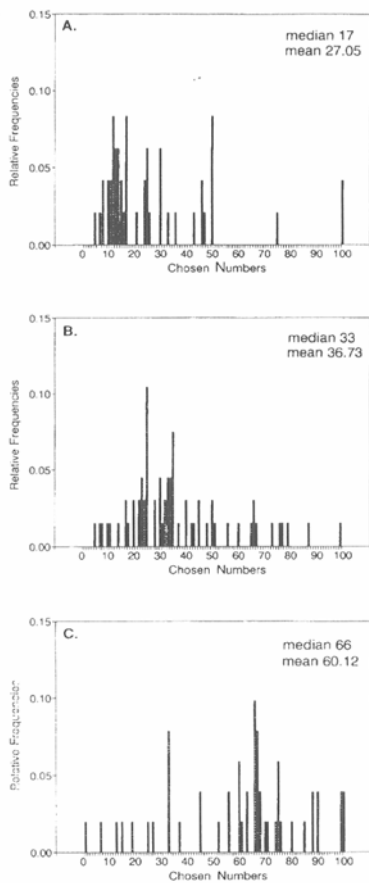 A.
median 17
mean 27.05
0.15
0.10
0.05
0.00
Relative Frequencies
0 10 20 30 40 50 60 70 80 90 100
Chosen Numbers
B.
median 33
mean 36.73
0.15
0.10
0.05
0.00
Relative Frequencies
0 10 20 30 40 50 60 70 80 90 100
Chosen Numbers
C.
median 66
mean 60.12
0.15
0.10
0.05
0.00
Relative Frequencies
0 10 20 30 40 50 60 70 80 90 100
Chosen Numbers